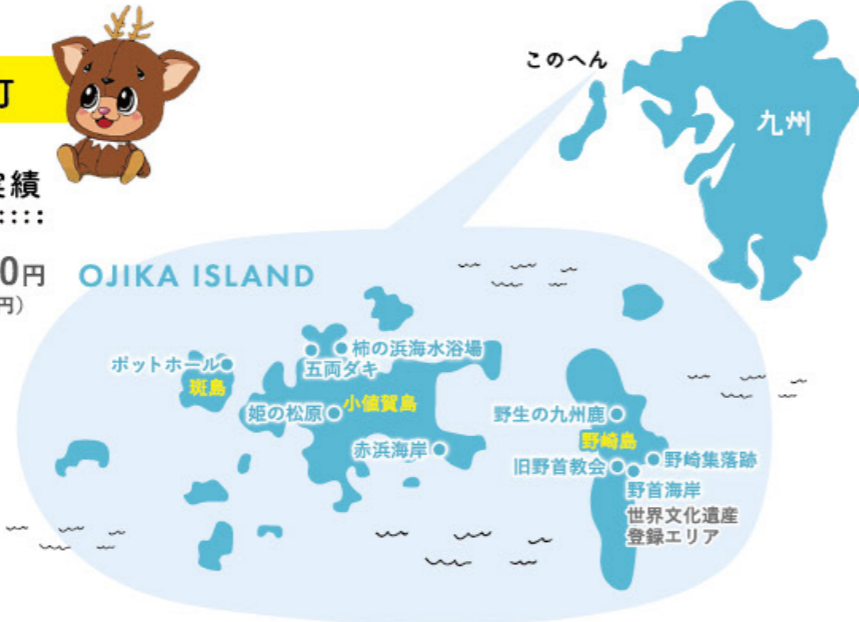 町
実績
0円
円）
このへん
九州
OJIKA ISLAND
ポットホール
斑島
柿の浜海水浴場
五両ダキ
姫の松原
小値賀島
赤浜海岸
野生の九州鹿
野崎島
旧野首教会
野崎集落跡
野首海岸
世界文化遺産
登録エリア